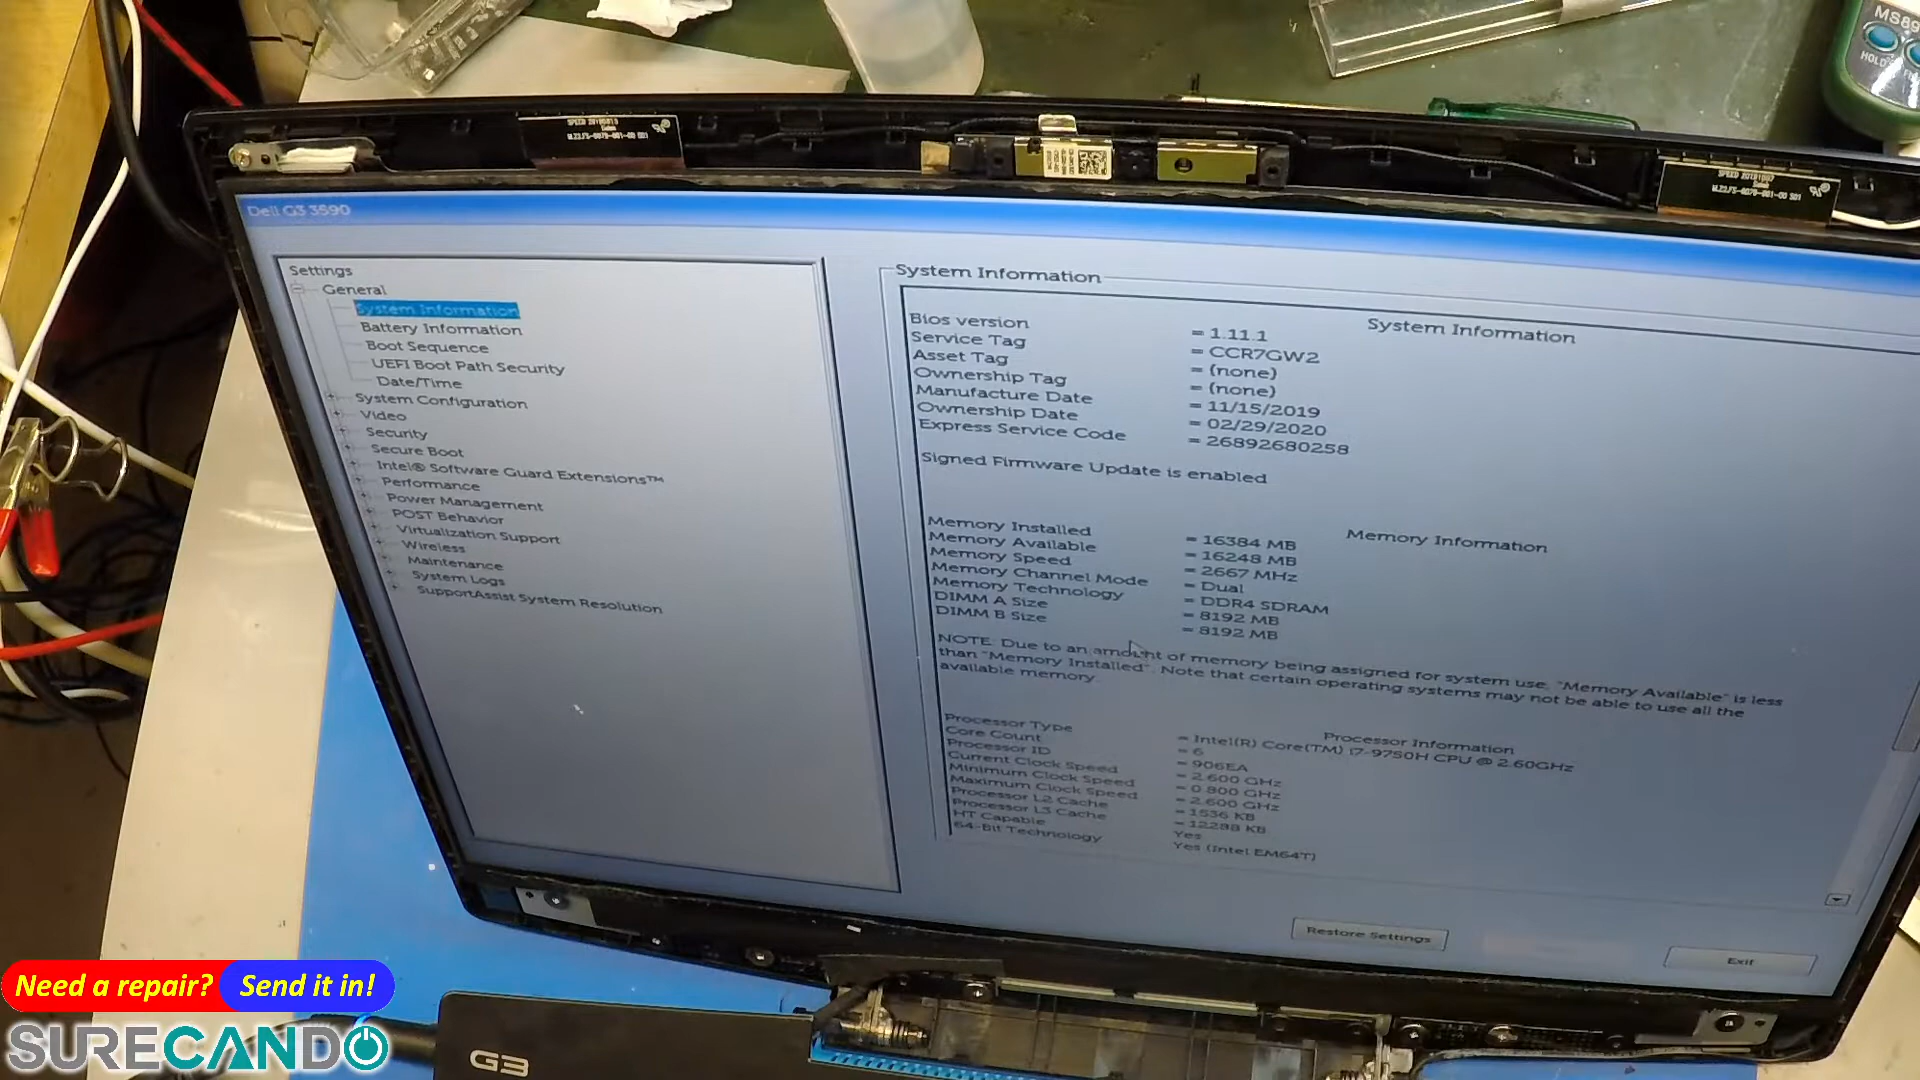 MS89
HOLD
SPEED 20190813
SPEED 20191007
Dell G3 3590
Settings
General
System Information
Battery Information
Boot Sequence
UEFI Boot Path Security
Date/Time
System Configuration
Video
Security
Secure Boot
Intel® Software Guard Extensions™
Performance
Power Management
POST Behavior
Virtualization Support
Wireless
Maintenance
System Logs
SupportAssist System Resolution
System Information
System Information
Bios version = 1.11.1
Service Tag = CCR7GW2
Asset Tag = (none)
Ownership Tag = (none)
Manufacture Date = 11/15/2019
Ownership Date = 02/29/2020
Express Service Code = 26892680258
Signed Firmware Update is enabled
Memory Information
Memory Installed = 16384 MB
Memory Available = 16248 MB
Memory Speed = 2667 MHz
Memory Channel Mode = Dual
Memory Technology = DDR4 SDRAM
DIMM A Size = 8192 MB
DIMM B Size = 8192 MB
NOTE: Due to an amount of memory being assigned for system use, "Memory Available" is less
than "Memory Installed". Note that certain operating systems may not be able to use all the
available memory.
Processor Information
Processor Type = Intel(R) Core(TM) i7-9750H CPU @ 2.60GHz
Core Count = 6
Processor ID = 906EA
Current Clock Speed = 2.600 GHz
Minimum Clock Speed = 0.800 GHz
Maximum Clock Speed = 2.600 GHz
Processor L2 Cache = 1536 KB
Processor L3 Cache = 12288 KB
HT Capable Yes
64-Bit Technology Yes (Intel EM64T)
Restore Settings
Exit
Need a repair? Send it in!
SURECANDO
G3